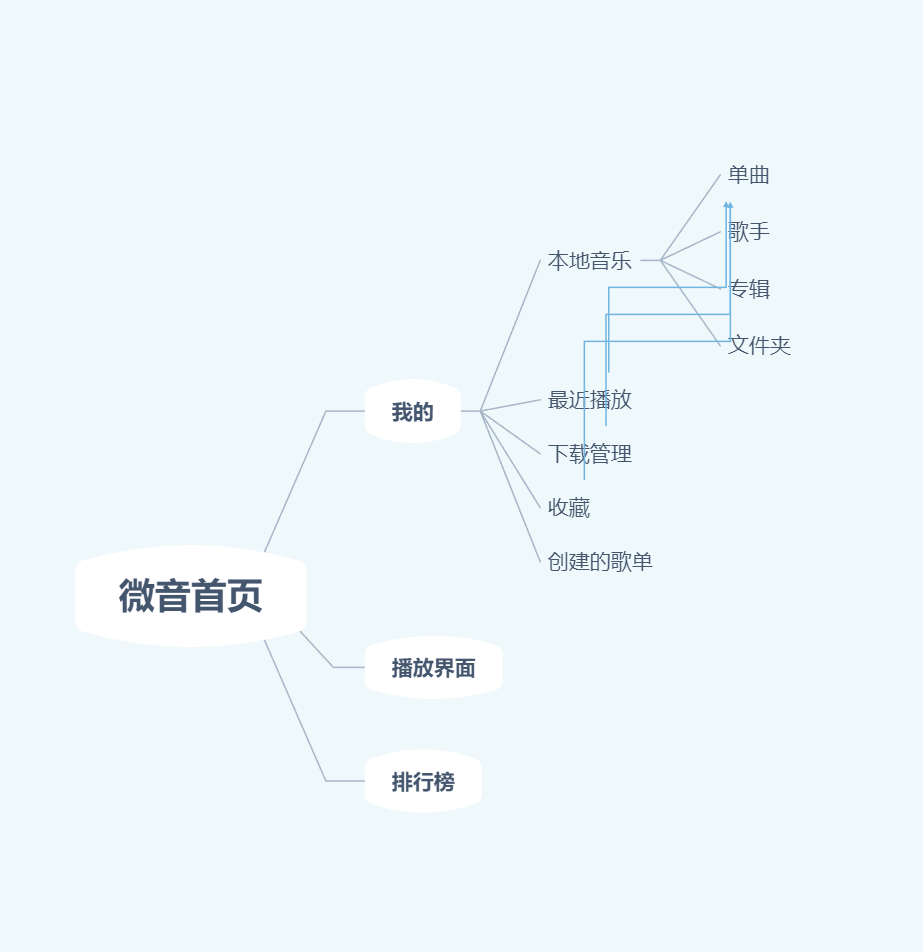 微音首页
我的
本地音乐
单曲
歌手
专辑
文件夹
最近播放
下载管理
收藏
创建的歌单
播放界面
排行榜